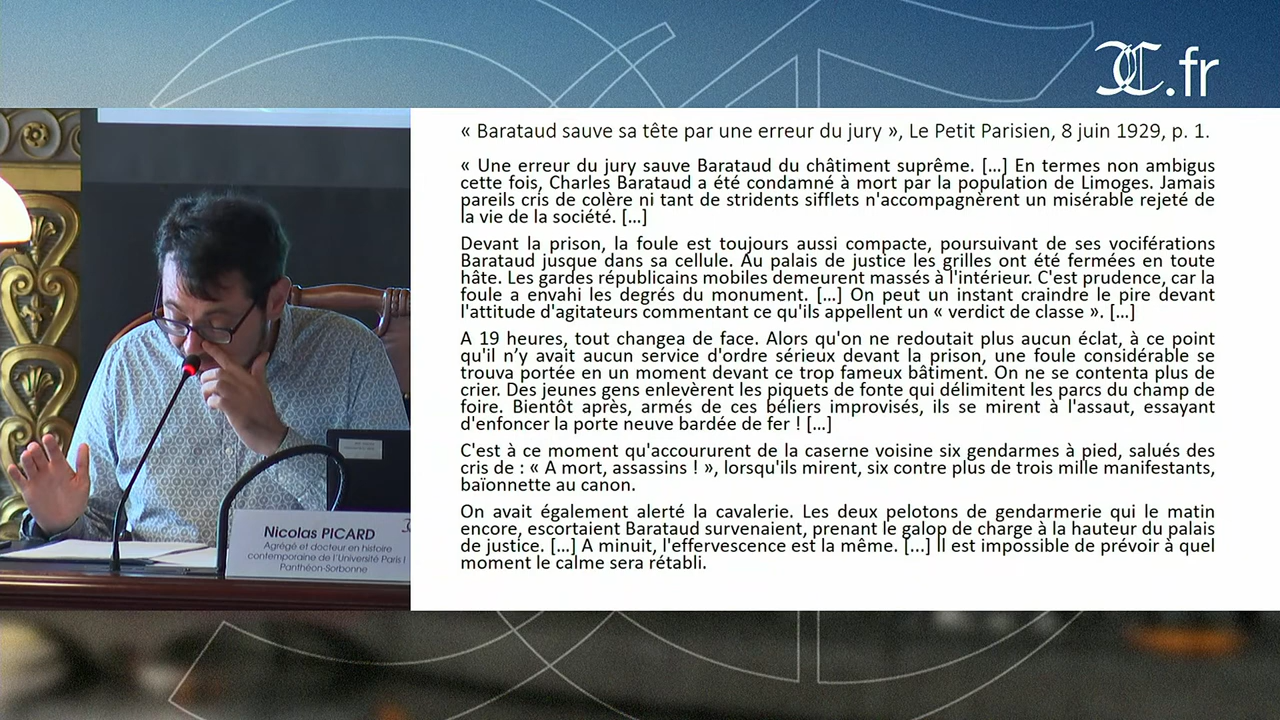 .fr
« Barataud sauve sa tête par une erreur du jury », Le Petit Parisien, 8 juin 1929, p. 1.
« Une erreur du jury sauve Barataud du châtiment suprême. [...] En termes non ambigus
cette fois, Charles Barataud a été condamné à mort par la population de Limoges. Jamais
pareils cris de colère ni tant de stridents sifflets n'accompagnèrent un misérable rejeté de
la vie de la société. [...]
Devant la prison, la foule est toujours aussi compacte, poursuivant de ses vociférations
Barataud jusque dans sa cellule. Au palais de justice les grilles ont été fermées en toute
hâte. Les gardes républicains mobiles demeurent massés à l'intérieur. C'est prudence, car la
foule a envahi les degrés du monument. [...] On peut un instant craindre le pire devant
l'attitude d'agitateurs commentant ce qu'ils appellent un « verdict de classe ». [...]
A 19 heures, tout changea de face. Alors qu'on ne redoutait plus aucun éclat, à ce point
qu'il n'y avait aucun service d'ordre sérieux devant la prison, une foule considérable se
trouva portée en un moment devant ce trop fameux bâtiment. On ne se contenta plus de
crier. Des jeunes gens enlevèrent les piquets de fonte qui délimitent les parcs du champ de
foire. Bientôt après, armés de ces béliers improvisés, ils se mirent à l'assaut, essayant
d'enfoncer la porte neuve bardée de fer ! [...]
C'est à ce moment qu'accoururent de la caserne voisine six gendarmes à pied, salués des
cris de : « A mort, assassins ! », lorsqu'ils mirent, six contre plus de trois mille manifestants,
baïonnette au canon.
On avait également alerté la cavalerie. Les deux pelotons de gendarmerie qui le matin
encore, escortaient Barataud survenaient, prenant le galop de charge à la hauteur du palais
de justice. [...] A minuit, l'effervescence est la même. [...] Il est impossible de prévoir à quel
moment le calme sera rétabli.
Nicolas PICARD
Agrégé et docteur en histoire
contemporaine de l'Université Paris I
Panthéon-Sorbonne